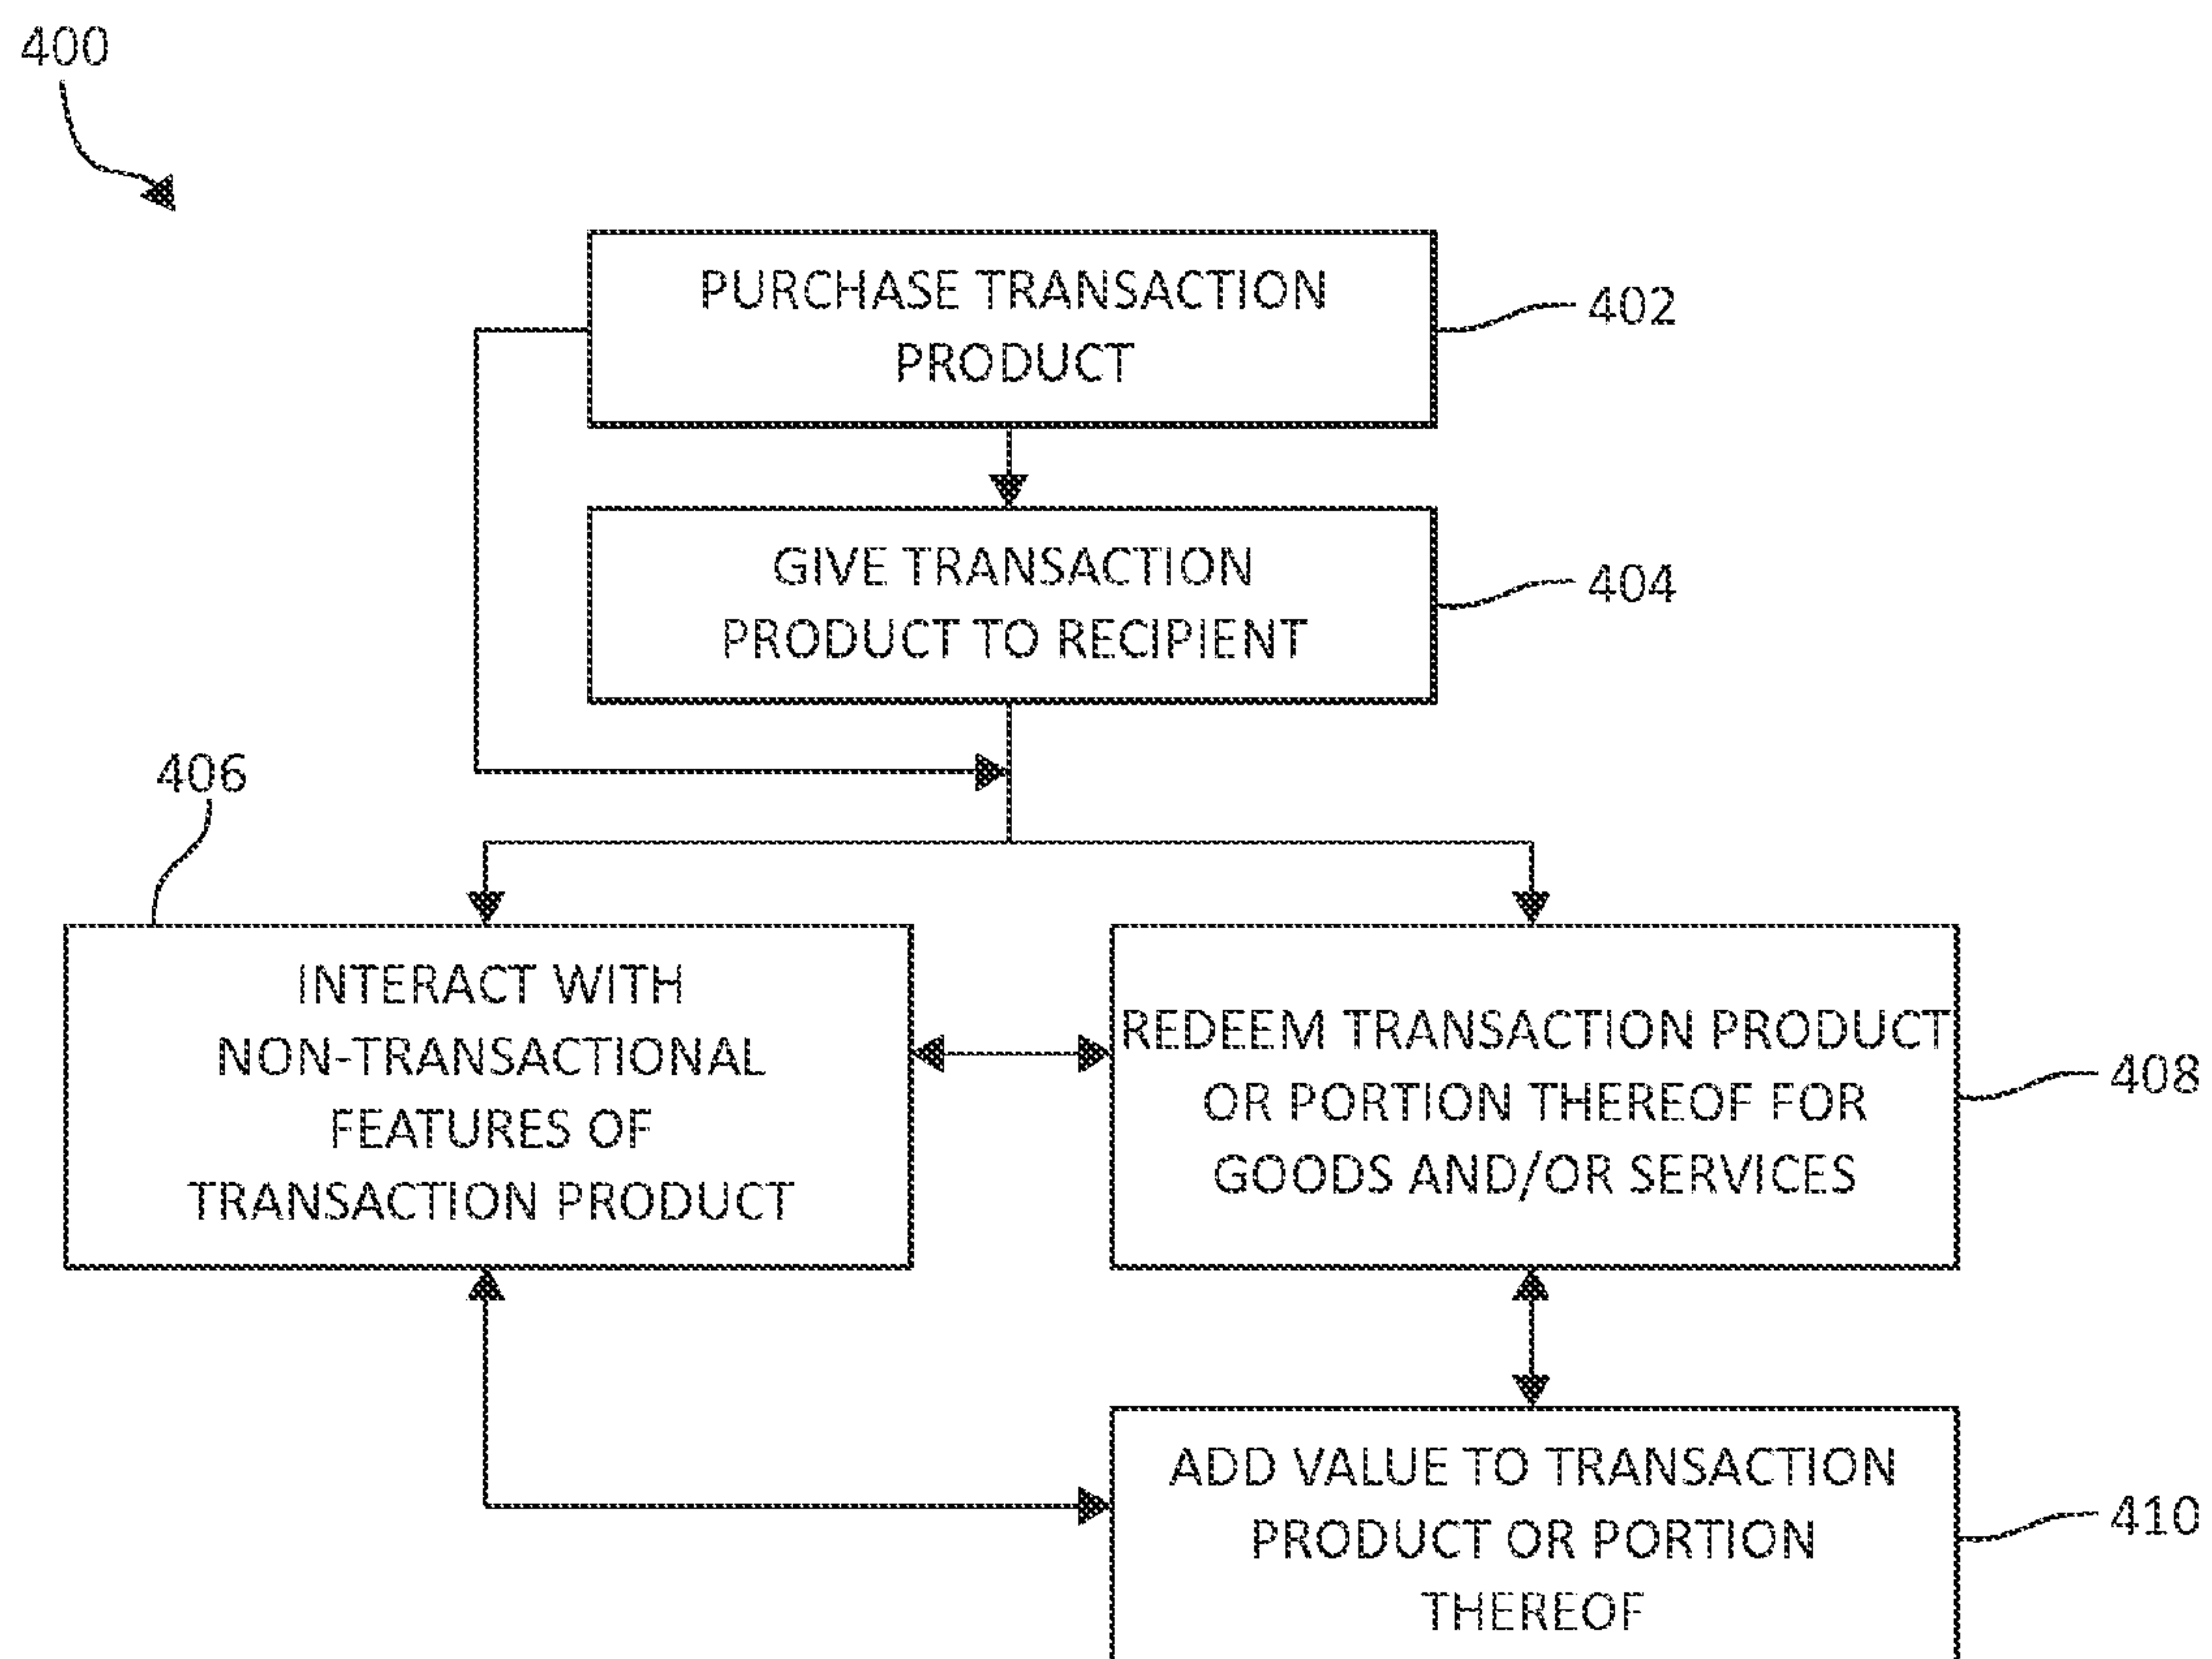 400
PURCHASE TRANSACTION
PRODUCT
402
GIVE TRANSACTION
PRODUCT TO RECIPIENT
404
406
INTERACT WITH
NON-TRANSACTIONAL
FEATURES OF
TRANSACTION PRODUCT
REDEEM TRANSACTION PRODUCT
OR PORTION THEREOF FOR
GOODS AND/OR SERVICES
408
ADD VALUE TO TRANSACTION
PRODUCT OR PORTION
THEREOF
410